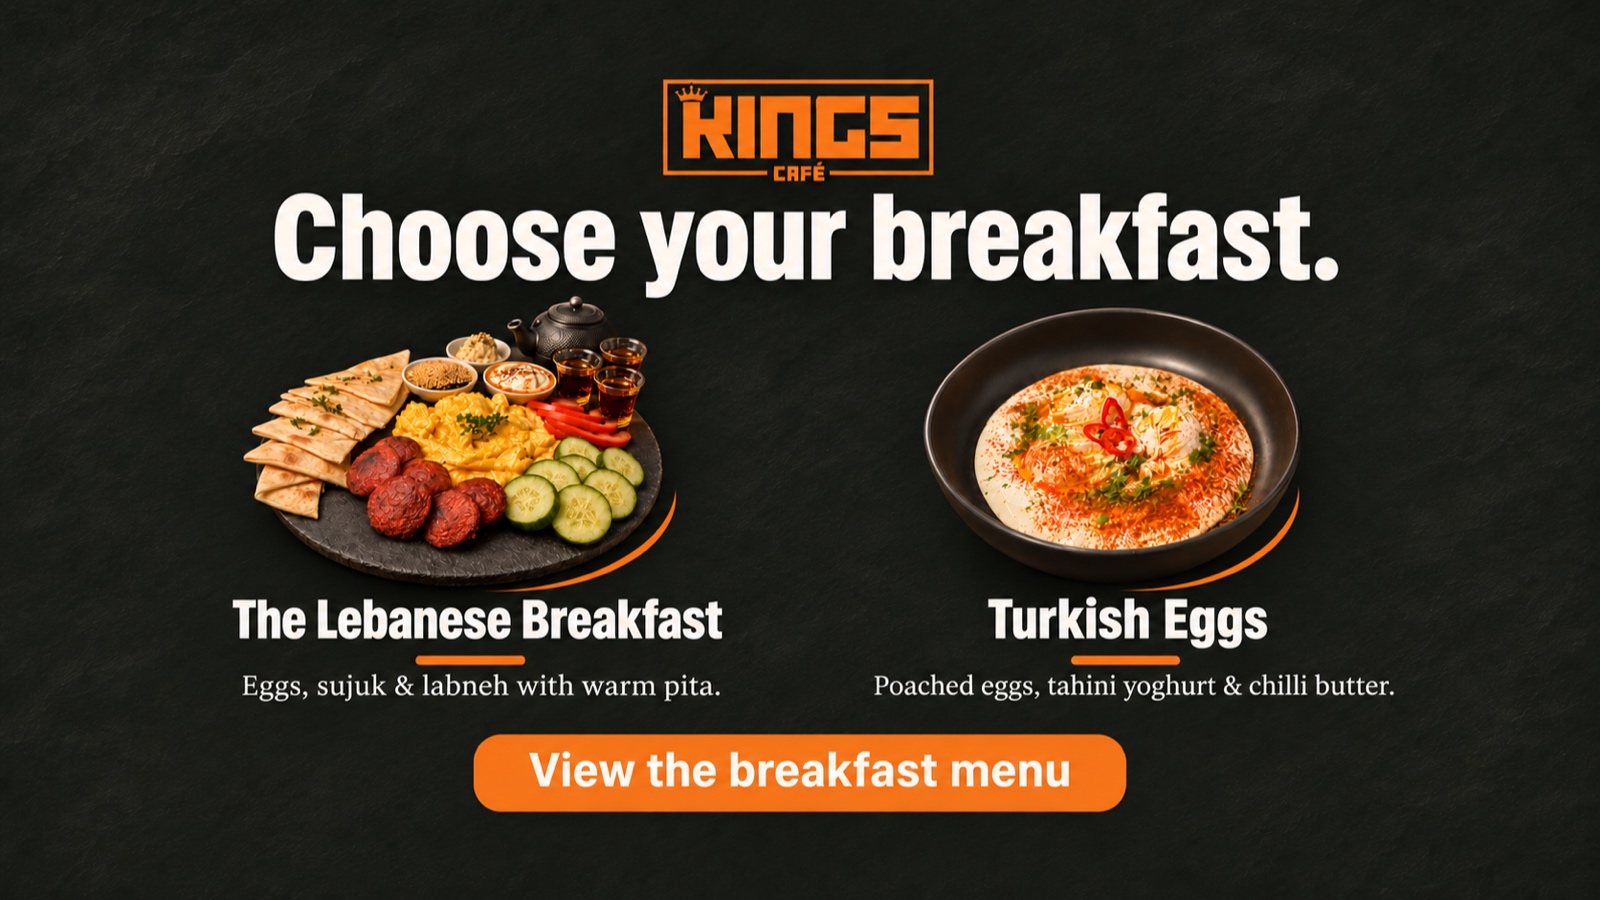 KINGS
CAFÉ
Choose your breakfast.
The Lebanese Breakfast
Eggs, sujuk & labneh with warm pita.
Turkish Eggs
Poached eggs, tahini yoghurt & chilli butter.
View the breakfast menu